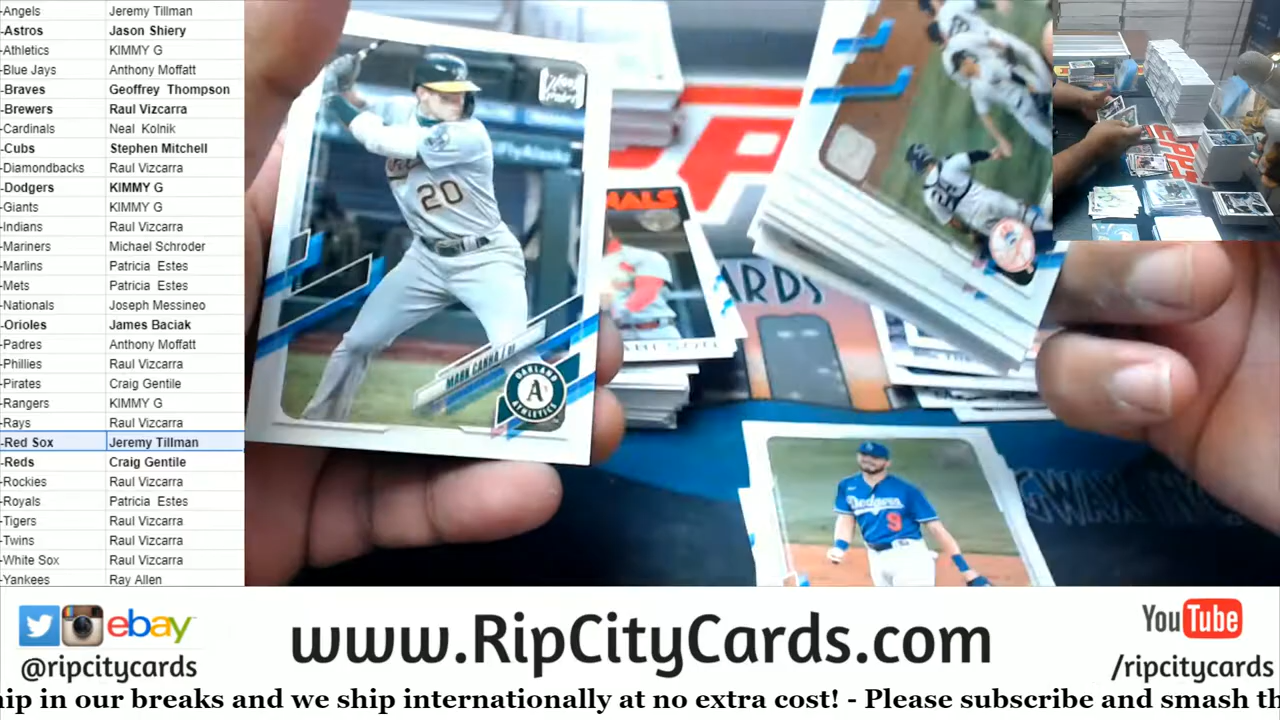 -Angels Jeremy Tillman
-Astros Jason Shiery
-Athletics KIMMY G
-Blue Jays Anthony Moffatt
-Braves Geoffrey Thompson
-Brewers Raul Vizcarra
-Cardinals Neal Kolnik
-Cubs Stephen Mitchell
-Diamondbacks Raul Vizcarra
-Dodgers KIMMY G
-Giants KIMMY G
-Indians Raul Vizcarra
-Mariners Michael Schroder
-Marlins Patricia Estes
-Mets Patricia Estes
-Nationals Joseph Messineo
-Orioles James Baciak
-Padres Anthony Moffatt
-Phillies Raul Vizcarra
-Pirates Craig Gentile
-Rangers KIMMY G
-Rays Raul Vizcarra
-Red Sox Jeremy Tillman
-Reds Craig Gentile
-Rockies Raul Vizcarra
-Royals Patricia Estes
-Tigers Raul Vizcarra
-Twins Raul Vizcarra
-White Sox Raul Vizcarra
-Yankees Ray Allen
20
MARK CANHA / OF
OAKLAND
A's
ATHLETICS
NALS
ARDS
Dodgers
9
ebay
@ripcitycards
www.RipCityCards.com
YouTube
/ripcitycards
hip in our breaks and we ship internationally at no extra cost! - Please subscribe and smash th